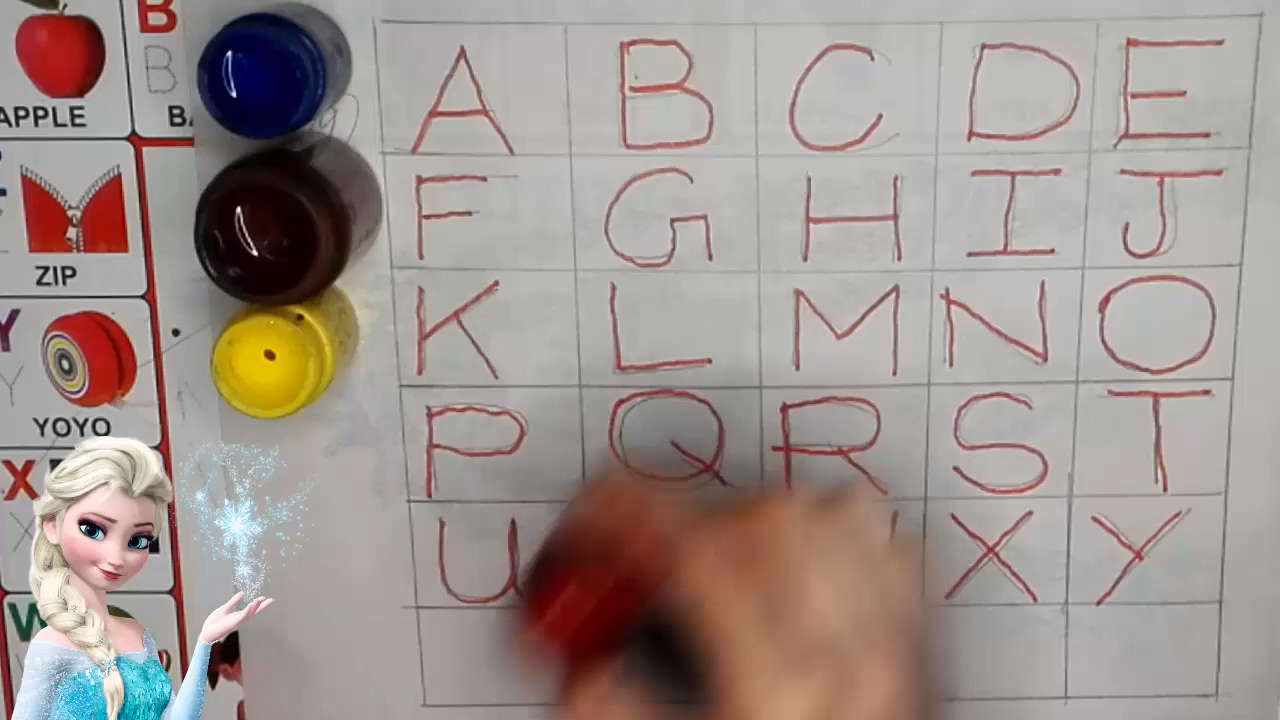 B
B
APPLE
ZIP
Y
Y
YOYO
X
X
W
A B C D E
F G H I J
K L M N O
P Q R S T
U X Y